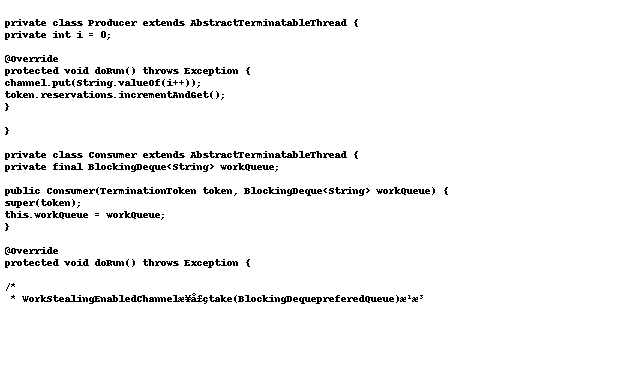 private class Producer extends AbstractTerminatableThread {
private int i = 0;
@Override
protected void doRun() throws Exception {
channel.put(String.valueOf(i++));
token.reservations.incrementAndGet();
}
}
private class Consumer extends AbstractTerminatableThread {
private final BlockingDeque<String> workQueue;
public Consumer(TerminationToken token, BlockingDeque<String> workQueue) {
super(token);
this.workQueue = workQueue;
}
@Override
protected void doRun() throws Exception {
/*
* WorkStealingEnabledChannelæ¥å£çtake(BlockingDequepreferedQueue)æ¹æ³